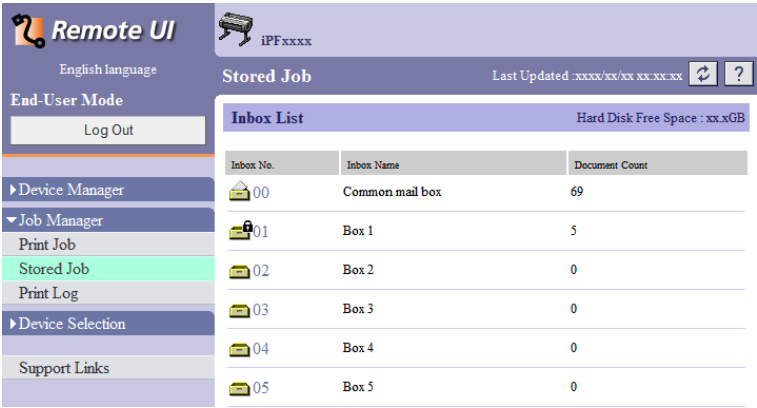 Remote UI
English language
End-User Mode
Log Out
Device Manager
Job Manager
Print Job
Stored Job
Print Log
Device Selection
Support Links
iPFxxxx
Stored Job Last Updated :xxxx/xx/xx xx:xx:xx ?
Inbox List Hard Disk Free Space : xx.xGB
Inbox No. Inbox Name Document Count
00 Common mail box 69
01 Box 1 5
02 Box 2 0
03 Box 3 0
04 Box 4 0
05 Box 5 0